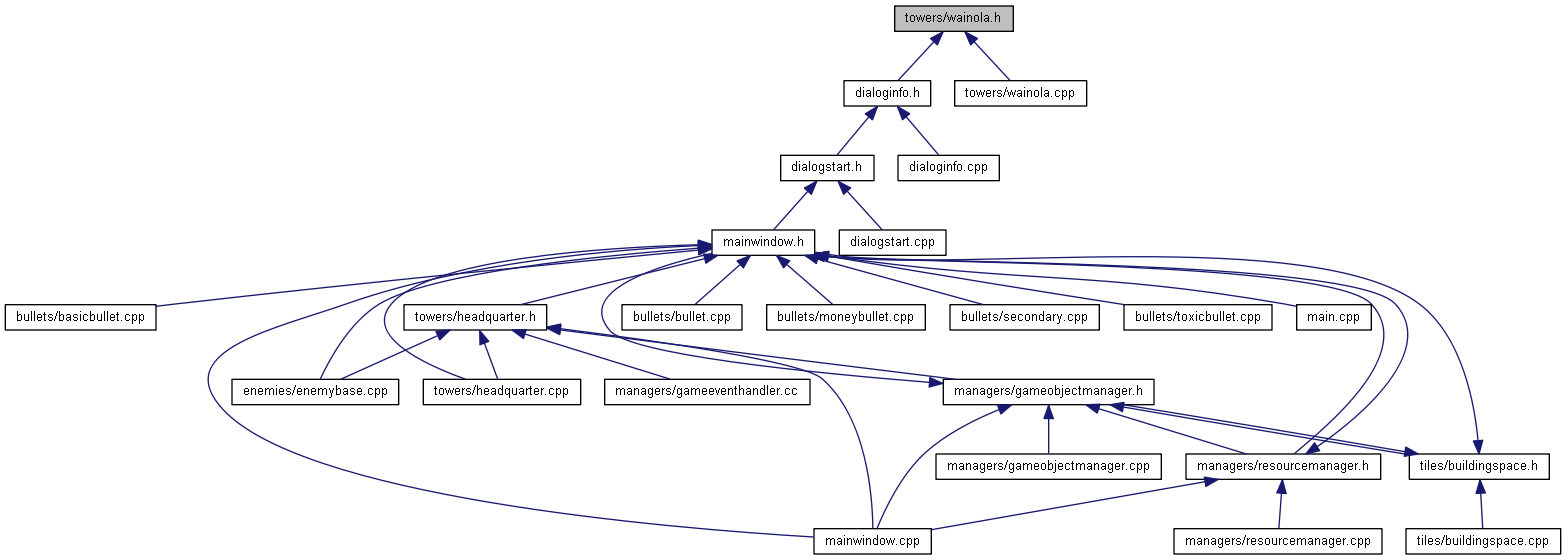 towers/wainola.h
dialoginfo.h
towers/wainola.cpp
dialogstart.h
dialoginfo.cpp
mainwindow.h
dialogstart.cpp
bullets/basicbullet.cpp
towers/headquarter.h
bullets/bullet.cpp
bullets/moneybullet.cpp
bullets/secondary.cpp
bullets/toxicbullet.cpp
main.cpp
enemies/enemybase.cpp
towers/headquarter.cpp
managers/gameeventhandler.cc
managers/gameobjectmanager.h
managers/gameobjectmanager.cpp
managers/resourcemanager.h
tiles/buildingspace.h
mainwindow.cpp
managers/resourcemanager.cpp
tiles/buildingspace.cpp